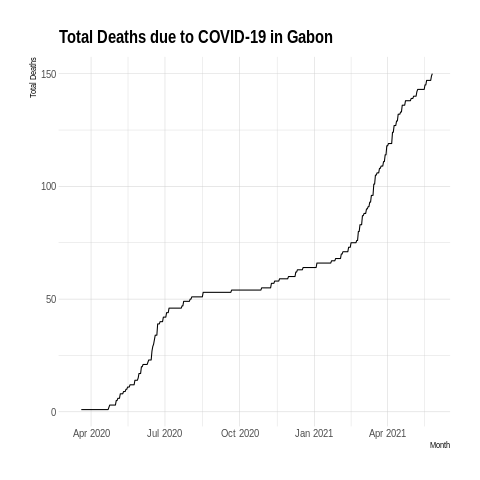 Total Deaths due to COVID-19 in Gabon
Total Deaths
150
100
50
0
Apr 2020 Jul 2020 Oct 2020 Jan 2021 Apr 2021
Month